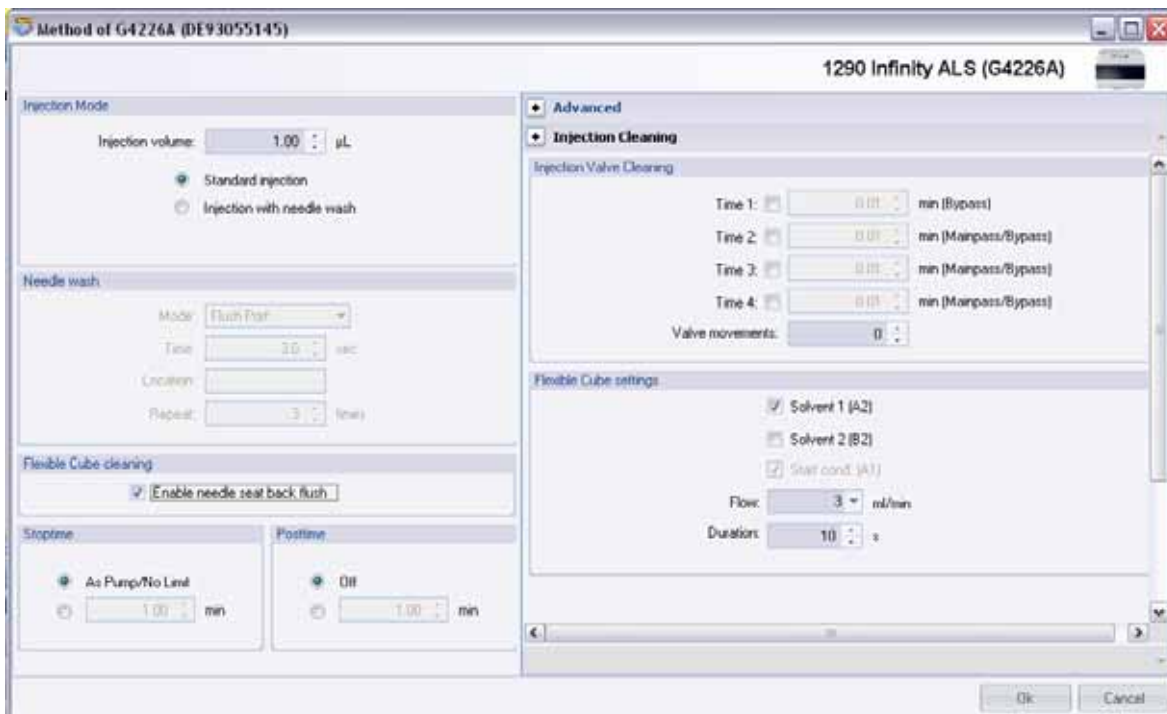 Method of G4226A (DE93055145)
1290 Infinity ALS (G4226A)
Injection Mode
Injection volume: 1.00 µL
Standard injection
Injection with needle wash
Needle wash
Mode: Flush Port
Time: 3.0 sec
Location:
Repeat: 3 times
Flexible Cube cleaning
Enable needle seat back flush
Stoptime
As Pump/No Limit
1.00 min
Posttime
Off
1.00 min
Advanced
Injection Cleaning
Injection Valve Cleaning
Time 1: 0.01 min (Bypass)
Time 2: 0.01 min (Mainpass/Bypass)
Time 3: 0.01 min (Mainpass/Bypass)
Time 4: 0.01 min (Mainpass/Bypass)
Valve movements: 0
Flexible Cube settings
Solvent 1 (A2)
Solvent 2 (B2)
Start cond. (A1)
Flow: 3 ml/min
Duration: 10 s
Ok Cancel